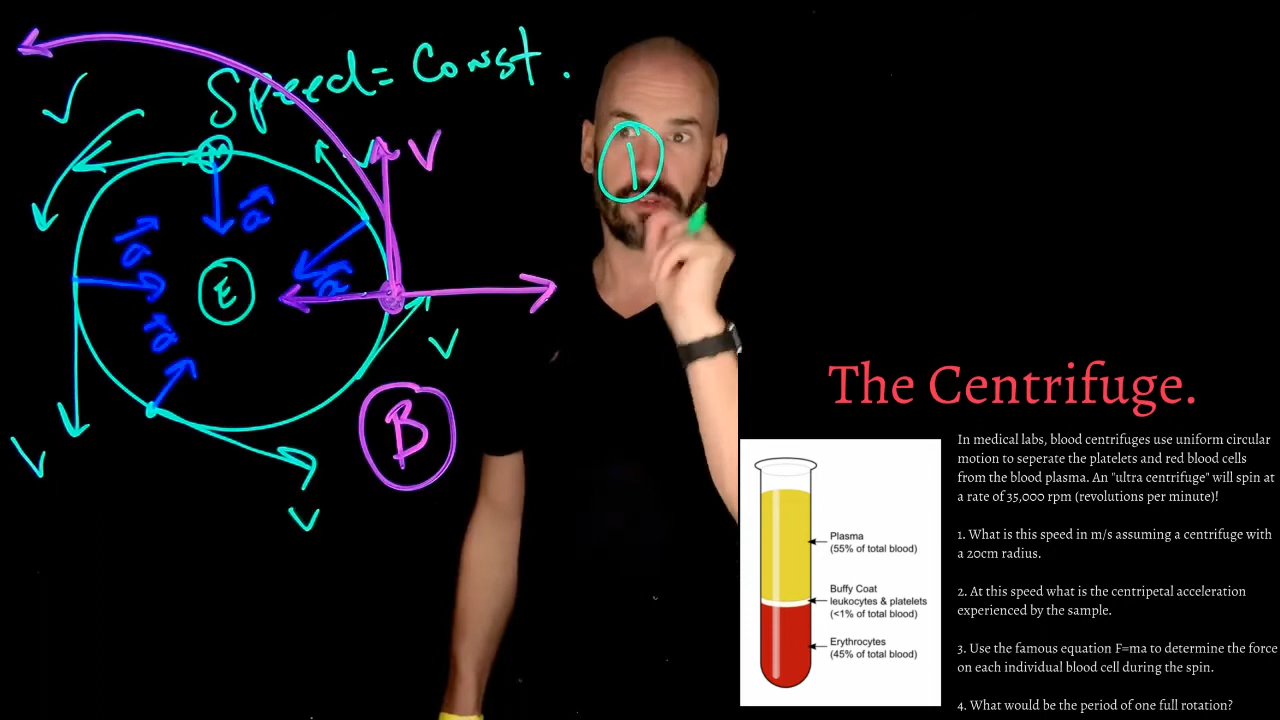 Speed = Const.
V
V
M
a
a
a
E
a
V
V
V
V
B
1
The Centrifuge.
In medical labs, blood centrifuges use uniform circular
motion to seperate the platelets and red blood cells
from the blood plasma. An "ultra centrifuge" will spin at
a rate of 35,000 rpm (revolutions per minute)!
1. What is this speed in m/s assuming a centrifuge with
a 20cm radius.
2. At this speed what is the centripetal acceleration
experienced by the sample.
3. Use the famous equation F=ma to determine the force
on each individual blood cell during the spin.
4. What would be the period of one full rotation?
Plasma
(55% of total blood)
Buffy Coat
leukocytes & platelets
(<1% of total blood)
Erythrocytes
(45% of total blood)